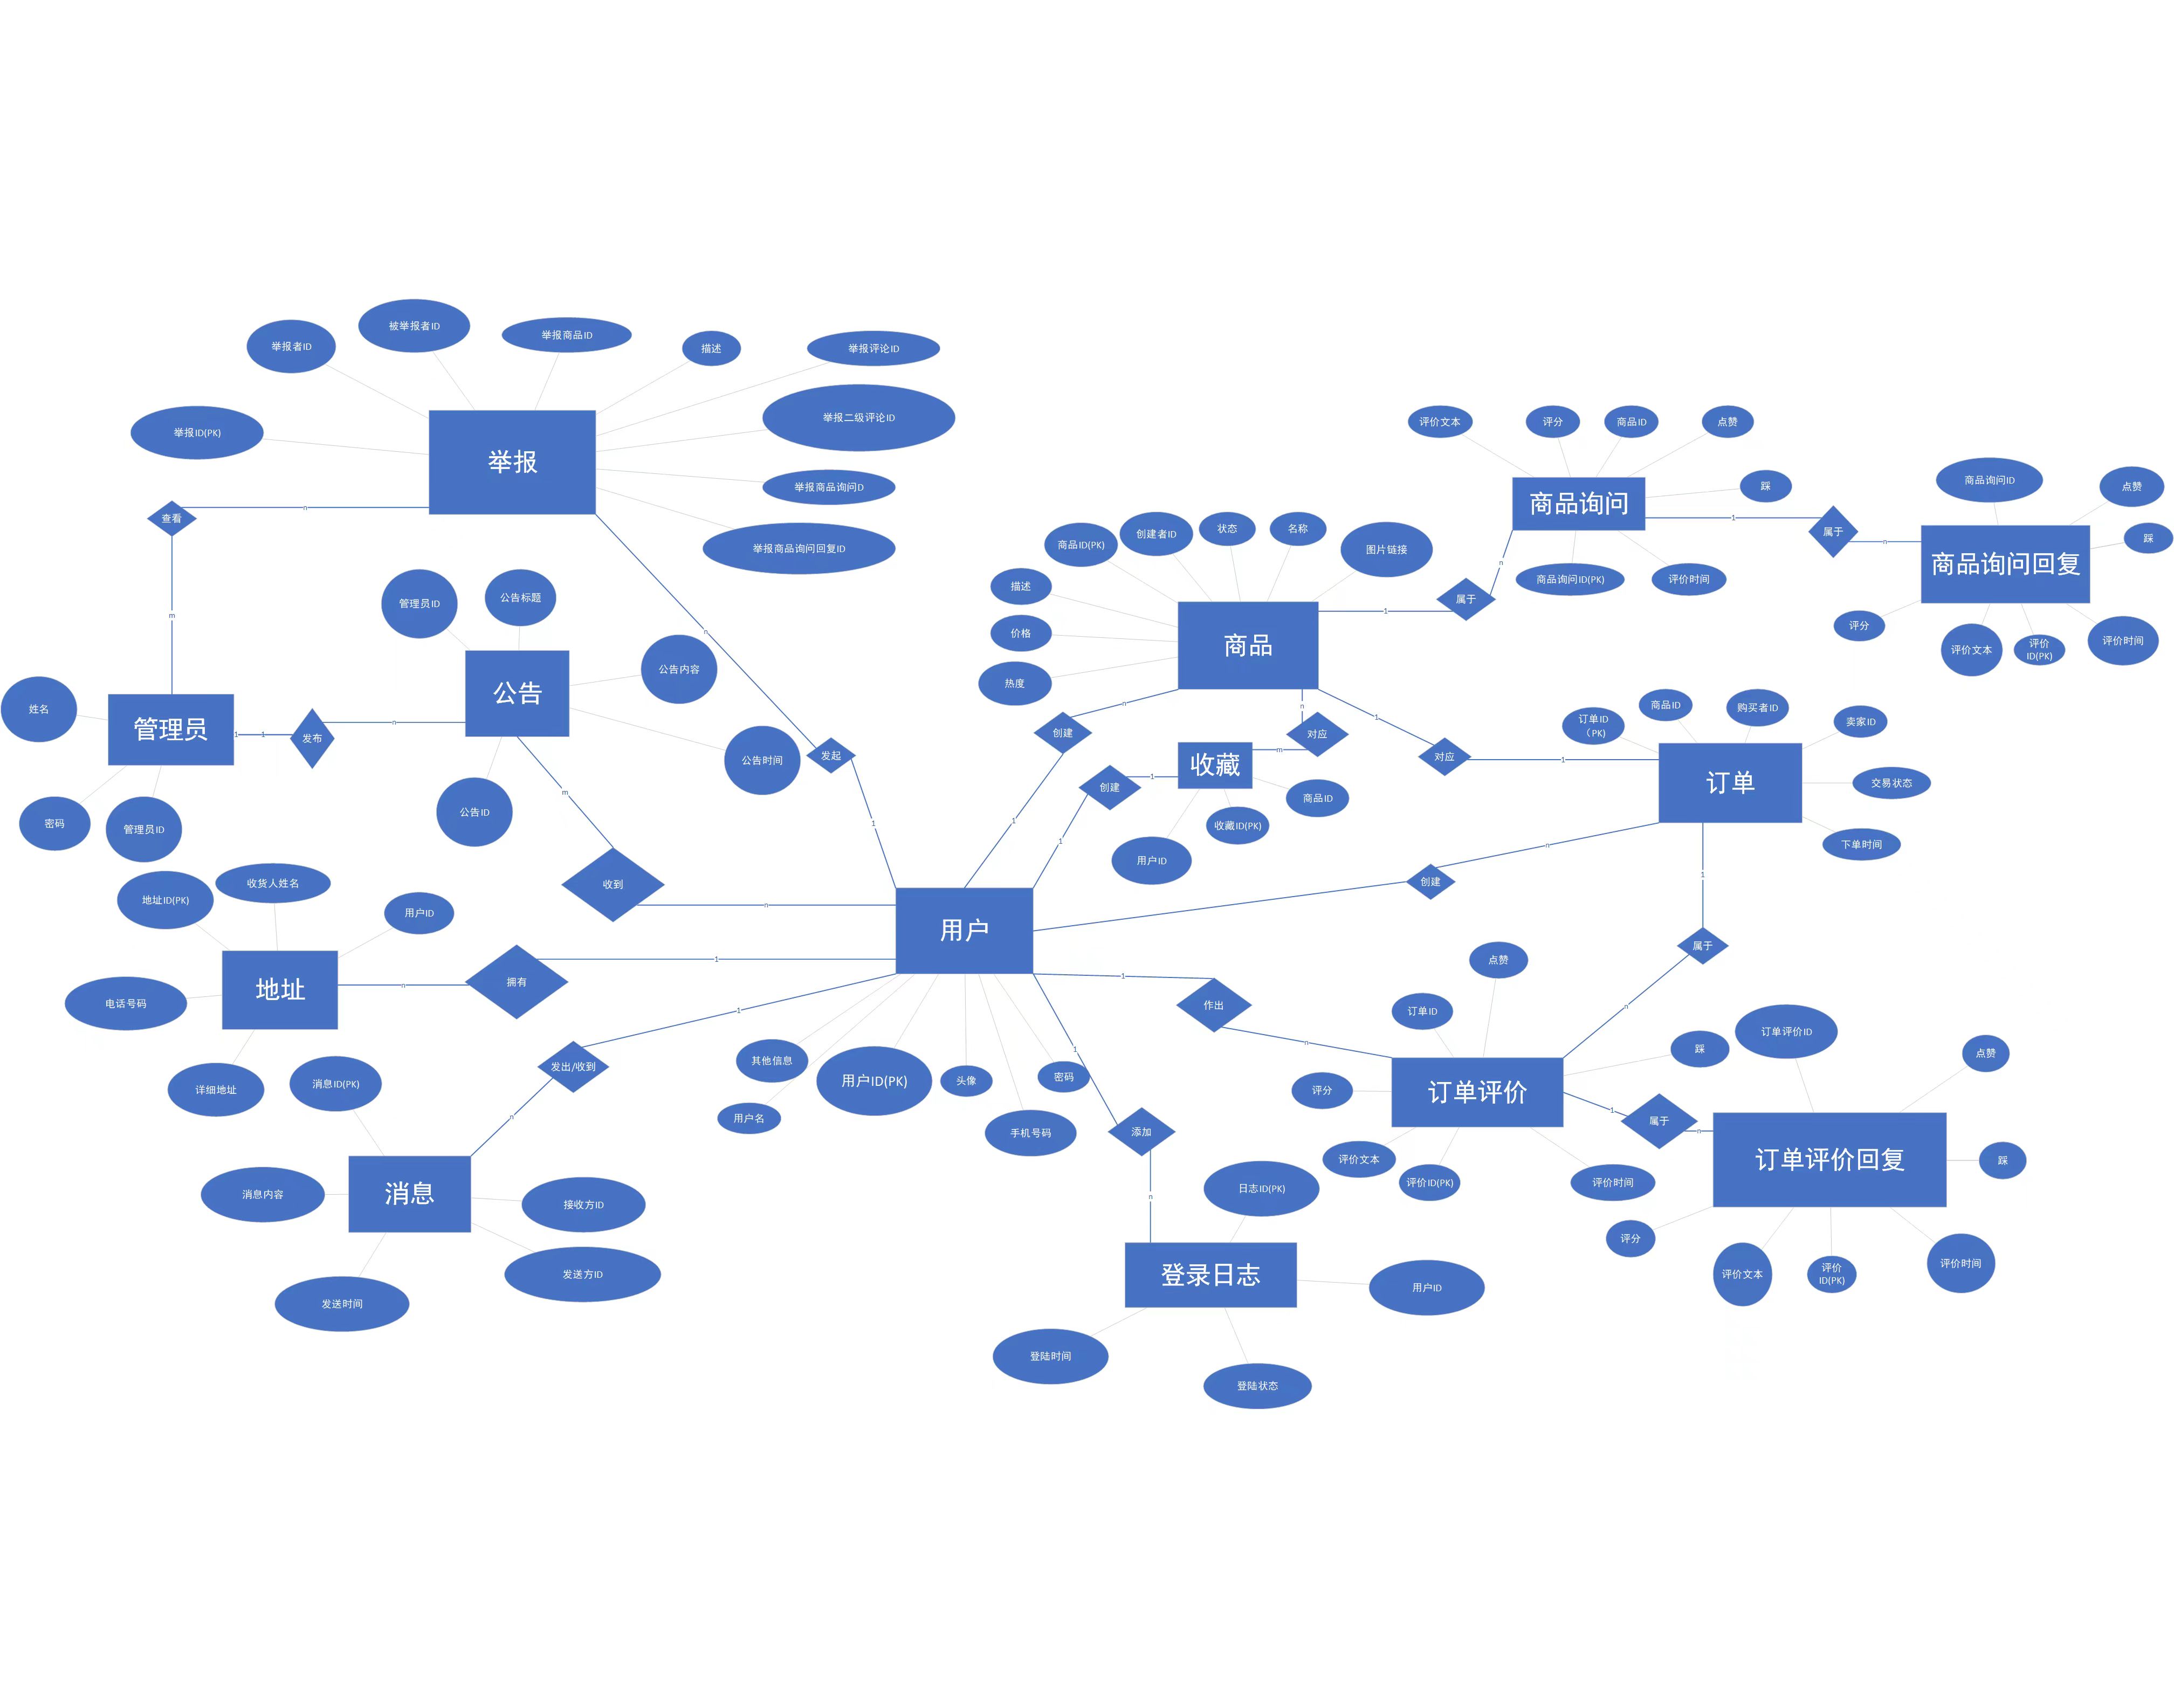 被举报者ID
举报商品ID
举报者ID
描述
举报评论ID
举报二级评论ID
举报ID(PK)
举报
举报商品询问D
举报商品询问回复ID
查看
n
m
n
1
发起
管理员ID
公告标题
公告内容
公告
公告时间
公告ID
姓名
管理员
密码
管理员ID
1
1
发布
n
m
收到
n
地址ID(PK)
收货人姓名
用户ID
地址
电话号码
详细地址
n
拥有
1
消息ID(PK)
消息内容
消息
接收方ID
发送方ID
发送时间
发出/收到
n
1
用户
其他信息
用户名
用户ID(PK)
头像
手机号码
密码
商品ID(PK)
创建者ID
状态
名称
图片链接
描述
价格
热度
商品
n
创建
1
n
对应
m
收藏
创建
1
1
商品ID
收藏ID(PK)
用户ID
1
对应
1
1
属于
n
评价文本
评分
商品ID
点赞
踩
商品询问
商品询问ID(PK)
评价时间
1
属于
n
商品询问ID
点赞
踩
商品询问回复
评分
评价文本
评价
ID(PK)
评价时间
订单ID
（PK）
商品ID
购买者ID
卖家ID
订单
交易状态
下单时间
n
创建
1
属于
n
1
作出
n
点赞
订单ID
踩
评分
订单评价
评价文本
评价ID(PK)
评价时间
1
属于
n
订单评价ID
点赞
踩
订单评价回复
评分
评价文本
评价
ID(PK)
评价时间
1
添加
n
日志ID(PK)
登录日志
用户ID
登陆时间
登陆状态